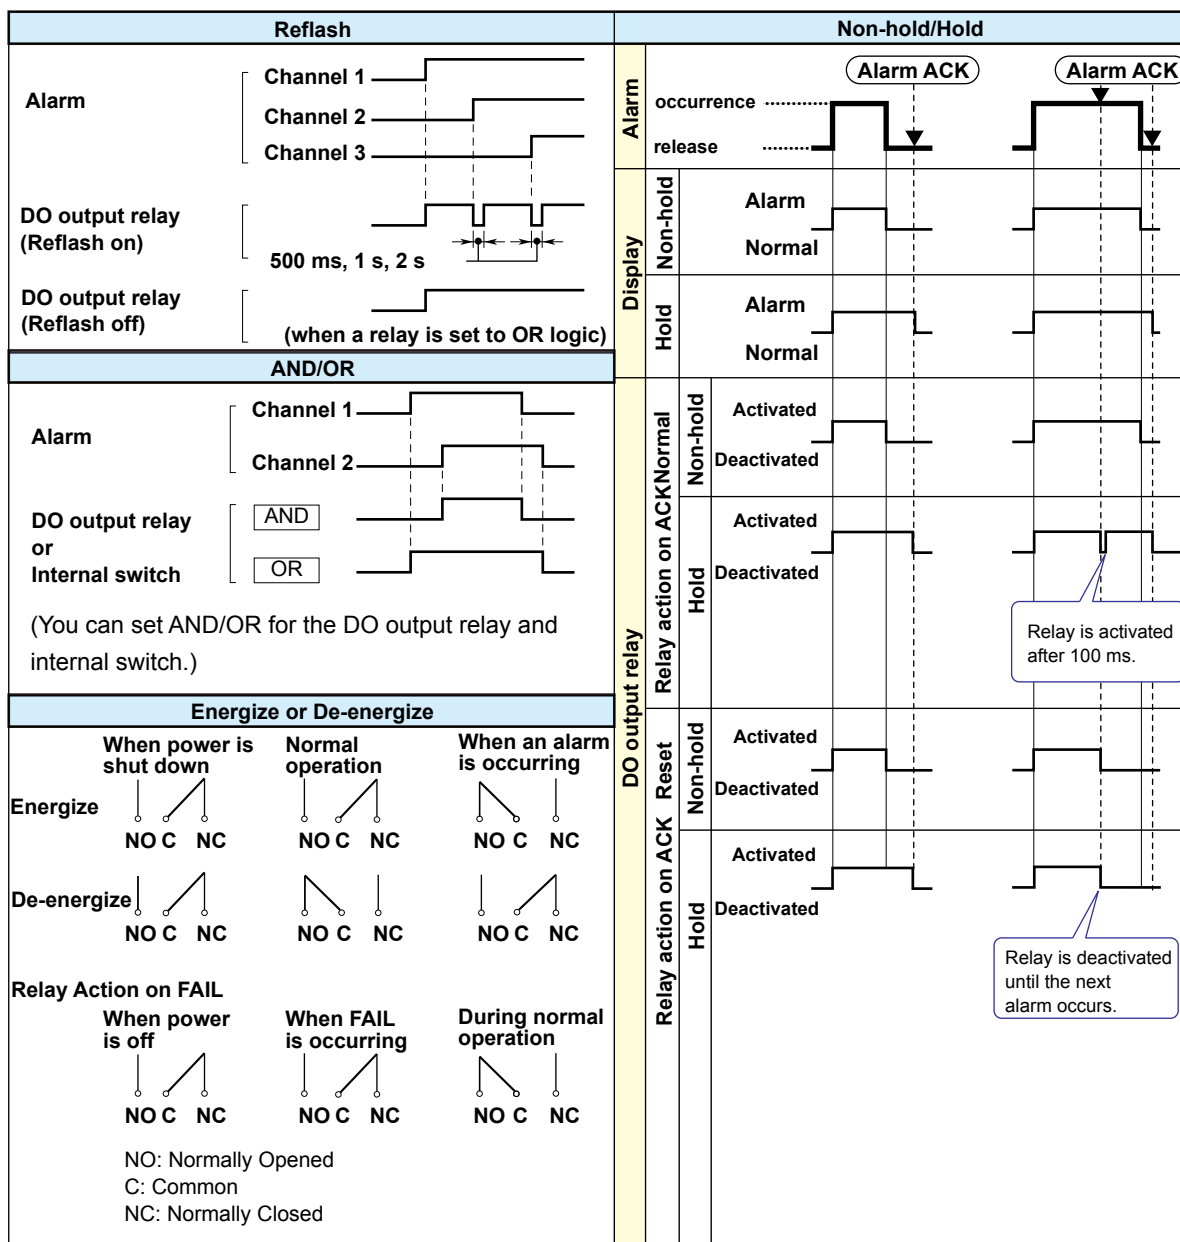 Reflash
Alarm
Channel 1
Channel 2
Channel 3
DO output relay
(Reflash on)
500 ms, 1 s, 2 s
DO output relay
(Reflash off)
(when a relay is set to OR logic)
AND/OR
Alarm
Channel 1
Channel 2
DO output relay
or
Internal switch
AND
OR
(You can set AND/OR for the DO output relay and
internal switch.)
Energize or De-energize
When power is
shut down
Normal
operation
When an alarm
is occurring
Energize
NO C NC
NO C NC
NO C NC
De-energize
NO C NC
NO C NC
NO C NC
Relay Action on FAIL
When power
is off
When FAIL
is occurring
During normal
operation
NO C NC
NO C NC
NO C NC
NO: Normally Opened
C: Common
NC: Normally Closed
Non-hold/Hold
Alarm
Alarm ACK
Alarm ACK
occurrence
release
Display
Non-hold
Alarm
Normal
Hold
Alarm
Normal
DO output relay
Relay action on ACK Normal
Non-hold
Activated
Deactivated
Hold
Activated
Deactivated
Relay is activated
after 100 ms.
Relay action on ACK Reset
Non-hold
Activated
Deactivated
Hold
Activated
Deactivated
Relay is deactivated
until the next
alarm occurs.